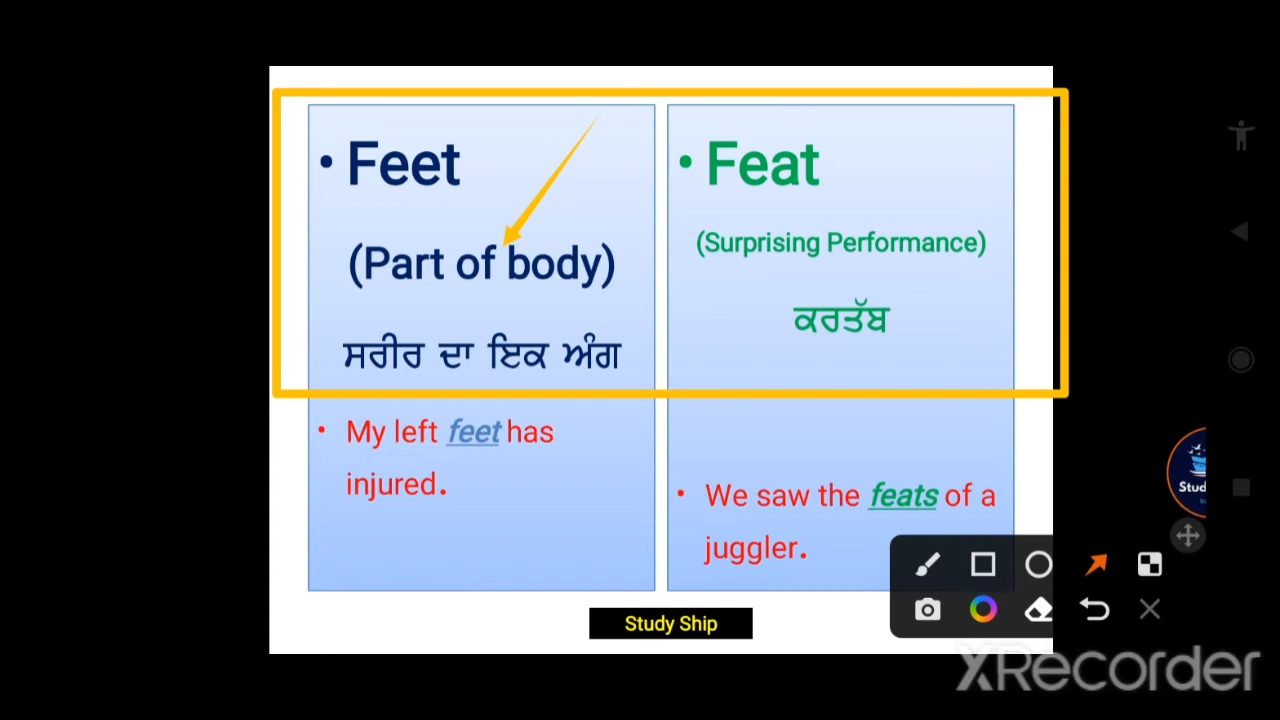 • Feet
(Part of body)
ਸਰੀਰ ਦਾ ਇਕ ਅੰਗ
• My left feet has
injured.
• Feat
(Surprising Performance)
ਕਰਤੱਬ
• We saw the feats of a
juggler.
Study Ship
XRecorder